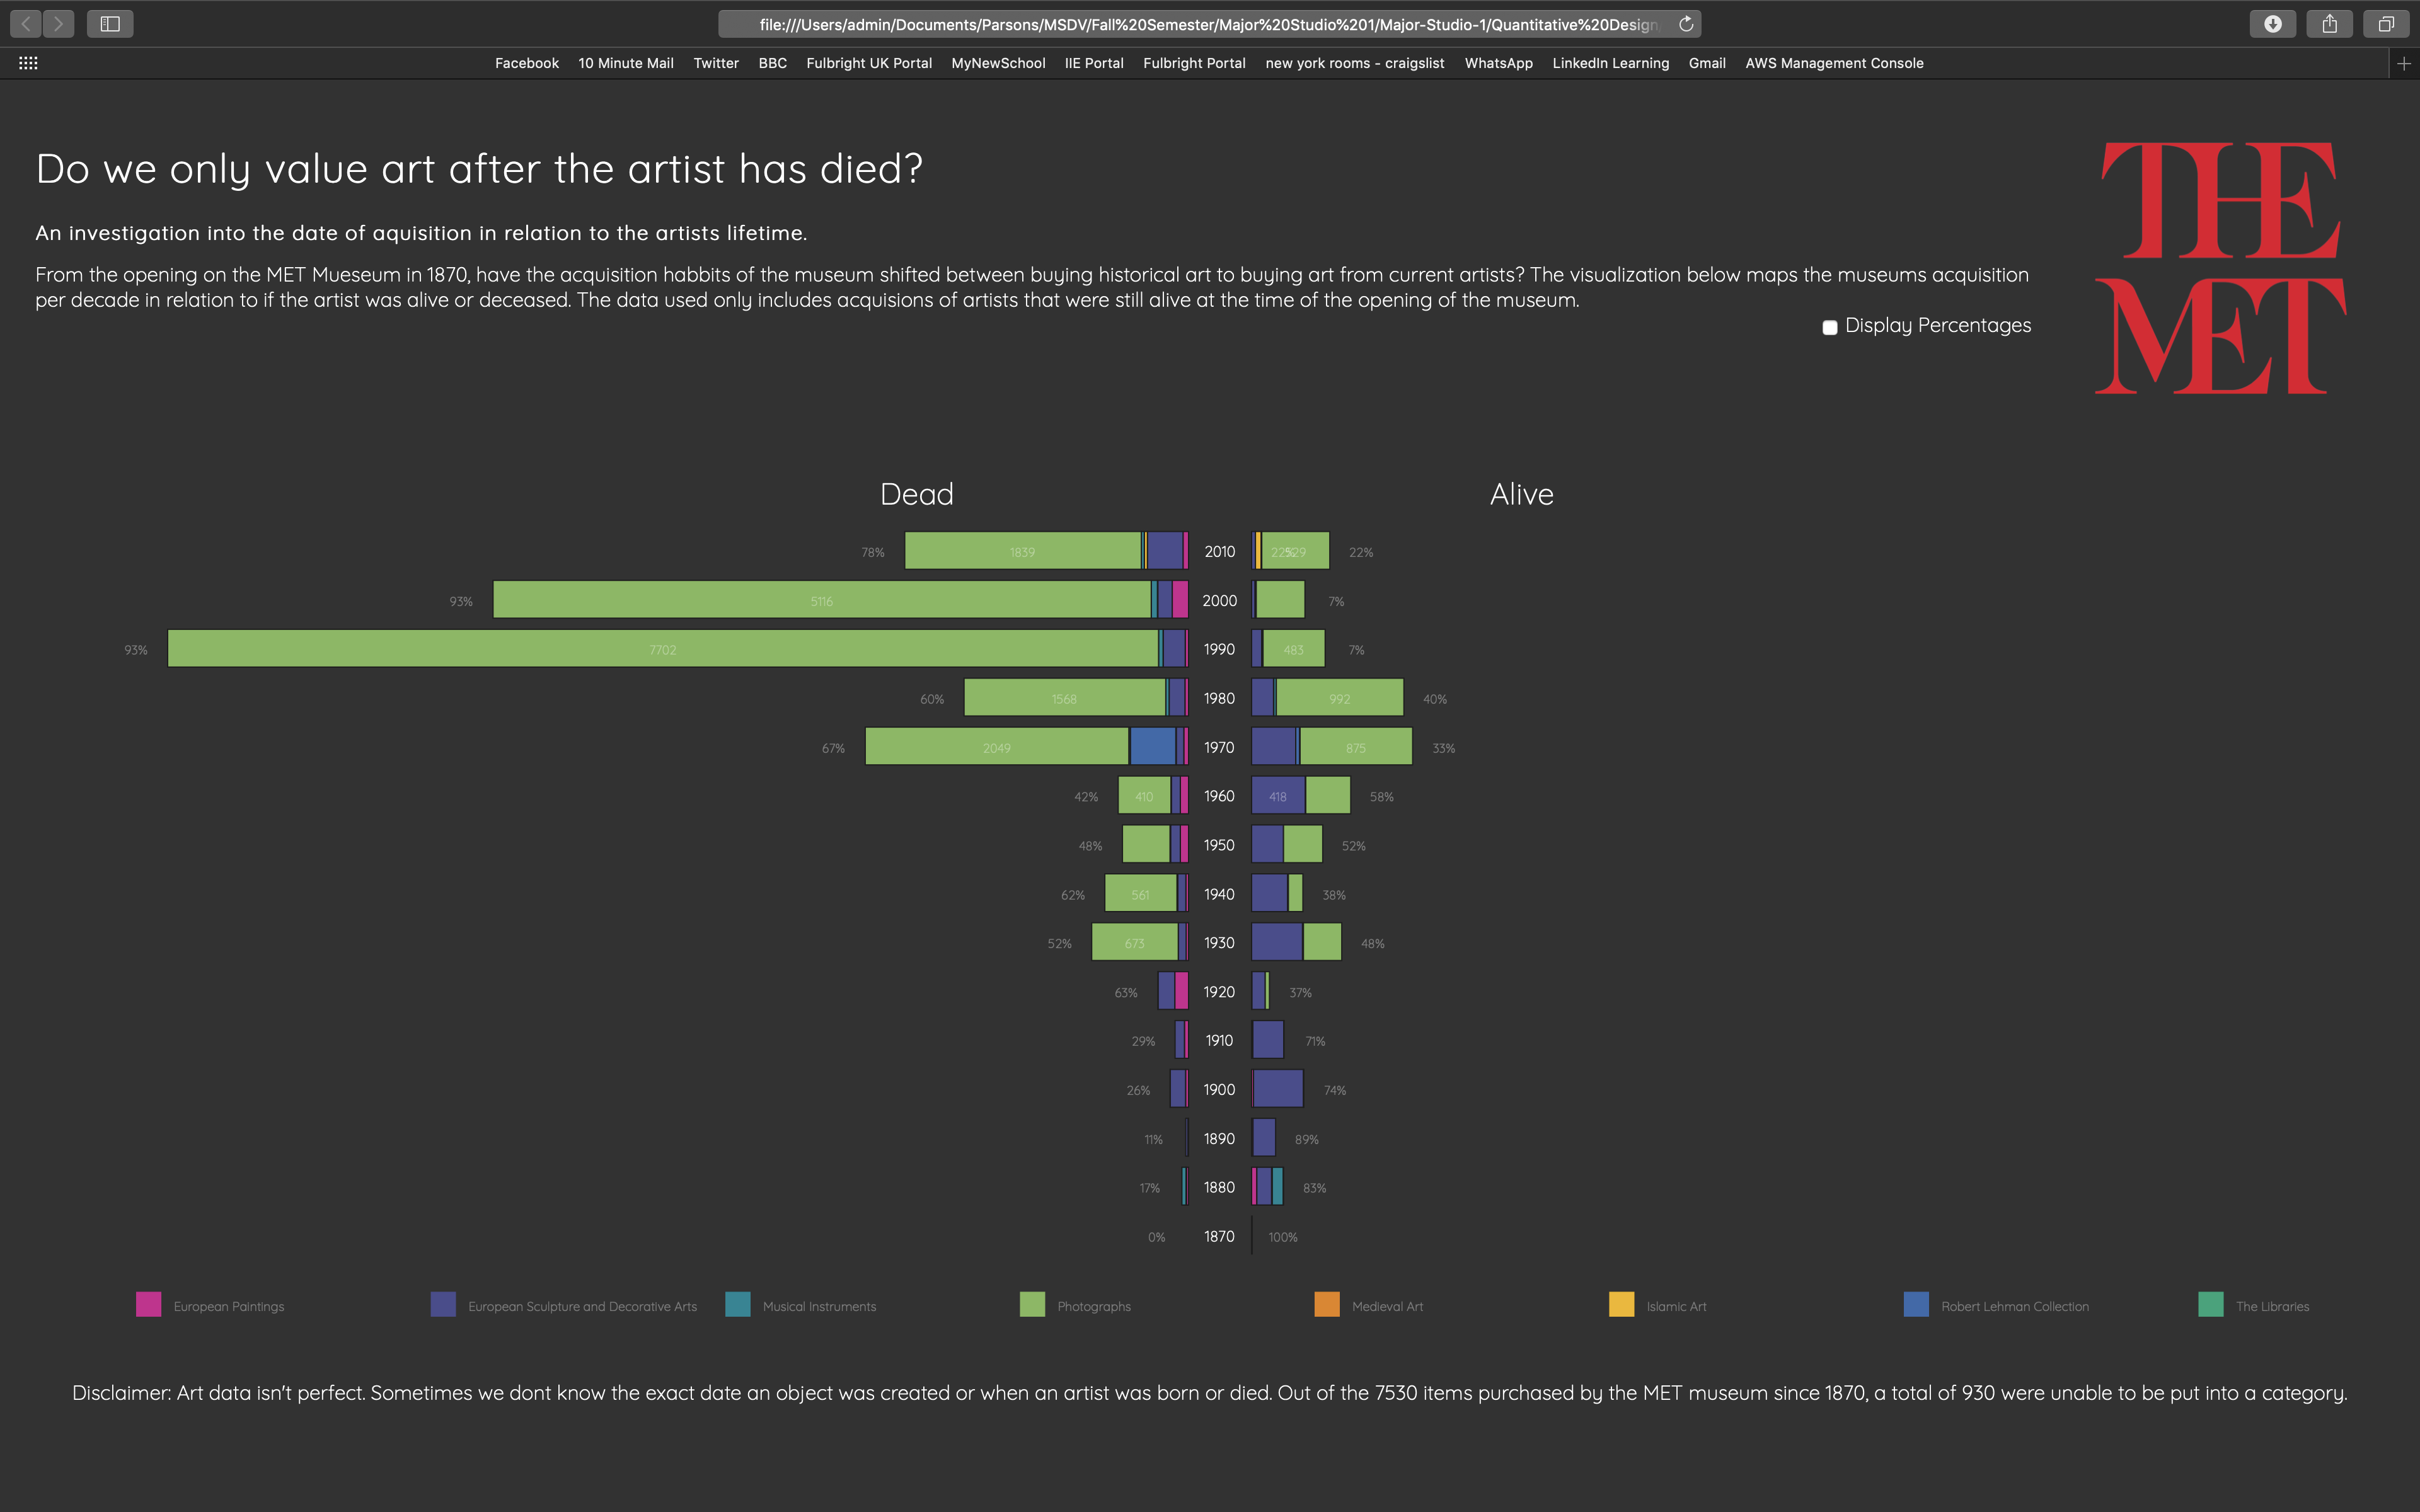 file:///Users/admin/Documents/Parsons/MSDV/Fall%20Semester/Major%20Studio%201/Major-Studio-1/Quantitative%20Design
Facebook 10 Minute Mail Twitter BBC Fulbright UK Portal MyNewSchool IIE Portal Fulbright Portal new york rooms - craigslist WhatsApp LinkedIn Learning Gmail AWS Management Console
Do we only value art after the artist has died?
THE
MET
An investigation into the date of aquisition in relation to the artists lifetime.
From the opening on the MET Mueseum in 1870, have the acquisition habbits of the museum shifted between buying historical art to buying art from current artists? The visualization below maps the museums acquisition
per decade in relation to if the artist was alive or deceased. The data used only includes acquisions of artists that were still alive at the time of the opening of the museum.
Display Percentages
Dead Alive
78% 1839 2010 22% 529 22%
93% 5116 2000 7%
93% 7702 1990 483 7%
60% 1568 1980 992 40%
67% 2049 1970 875 33%
42% 410 1960 418 58%
48% 1950 52%
62% 561 1940 38%
52% 673 1930 48%
63% 1920 37%
29% 1910 71%
26% 1900 74%
11% 1890 89%
17% 1880 83%
0% 1870 100%
European Paintings European Sculpture and Decorative Arts Musical Instruments Photographs Medieval Art Islamic Art Robert Lehman Collection The Libraries
Disclaimer: Art data isn't perfect. Sometimes we dont know the exact date an object was created or when an artist was born or died. Out of the 7530 items purchased by the MET museum since 1870, a total of 930 were unable to be put into a category.